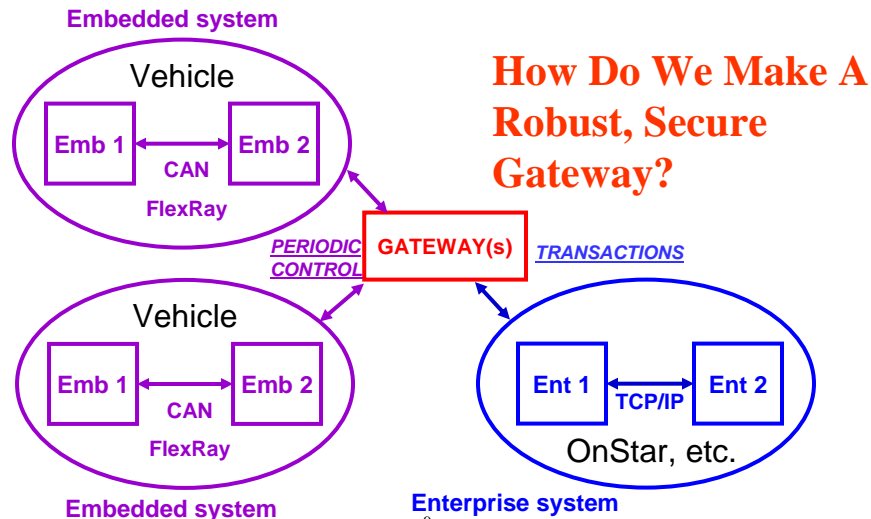 Embedded system
Vehicle
Emb 1
Emb 2
CAN
FlexRay
How Do We Make A
Robust, Secure
Gateway?
PERIODIC
CONTROL
GATEWAY(s)
TRANSACTIONS
Vehicle
Emb 1
Emb 2
CAN
FlexRay
Embedded system
Ent 1
Ent 2
TCP/IP
OnStar, etc.
Enterprise system